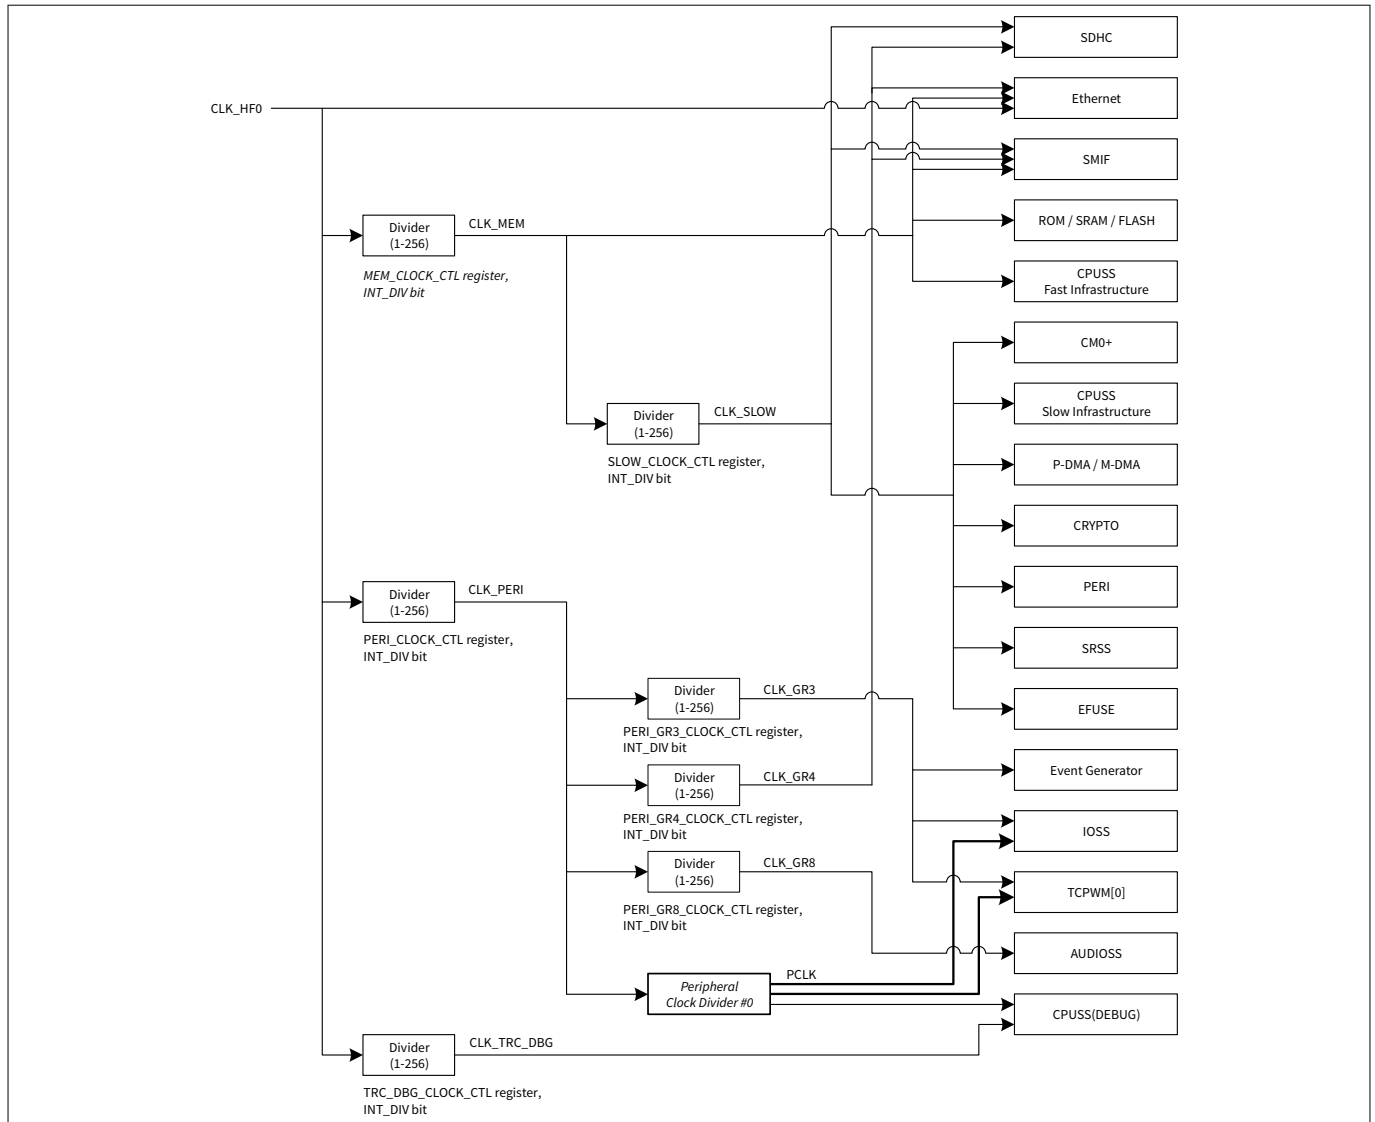 SDHC
Ethernet
CLK_HF0
SMIF
ROM / SRAM / FLASH
Divider
(1-256)
CLK_MEM
MEM_CLOCK_CTL register,
INT_DIV bit
CPUSS
Fast Infrastructure
CM0+
CPUSS
Slow Infrastructure
Divider
(1-256)
CLK_SLOW
SLOW_CLOCK_CTL register,
INT_DIV bit
P-DMA / M-DMA
CRYPTO
PERI
Divider
(1-256)
CLK_PERI
PERI_CLOCK_CTL register,
INT_DIV bit
SRSS
EFUSE
Divider
(1-256)
CLK_GR3
PERI_GR3_CLOCK_CTL register,
INT_DIV bit
Event Generator
Divider
(1-256)
CLK_GR4
PERI_GR4_CLOCK_CTL register,
INT_DIV bit
IOSS
Divider
(1-256)
CLK_GR8
PERI_GR8_CLOCK_CTL register,
INT_DIV bit
TCPWM[0]
AUDIOSS
Peripheral
Clock Divider #0
PCLK
CPUSS(DEBUG)
Divider
(1-256)
CLK_TRC_DBG
TRC_DBG_CLOCK_CTL register,
INT_DIV bit